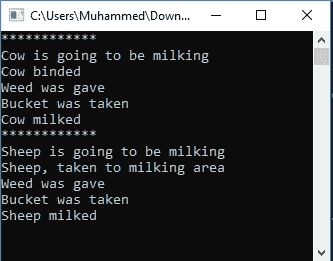 C:\Users\Muhammed\Down...
************
Cow is going to be milking
Cow binded
Weed was gave
Bucket was taken
Cow milked
************
Sheep is going to be milking
Sheep, taken to milking area
Weed was gave
Bucket was taken
Sheep milked